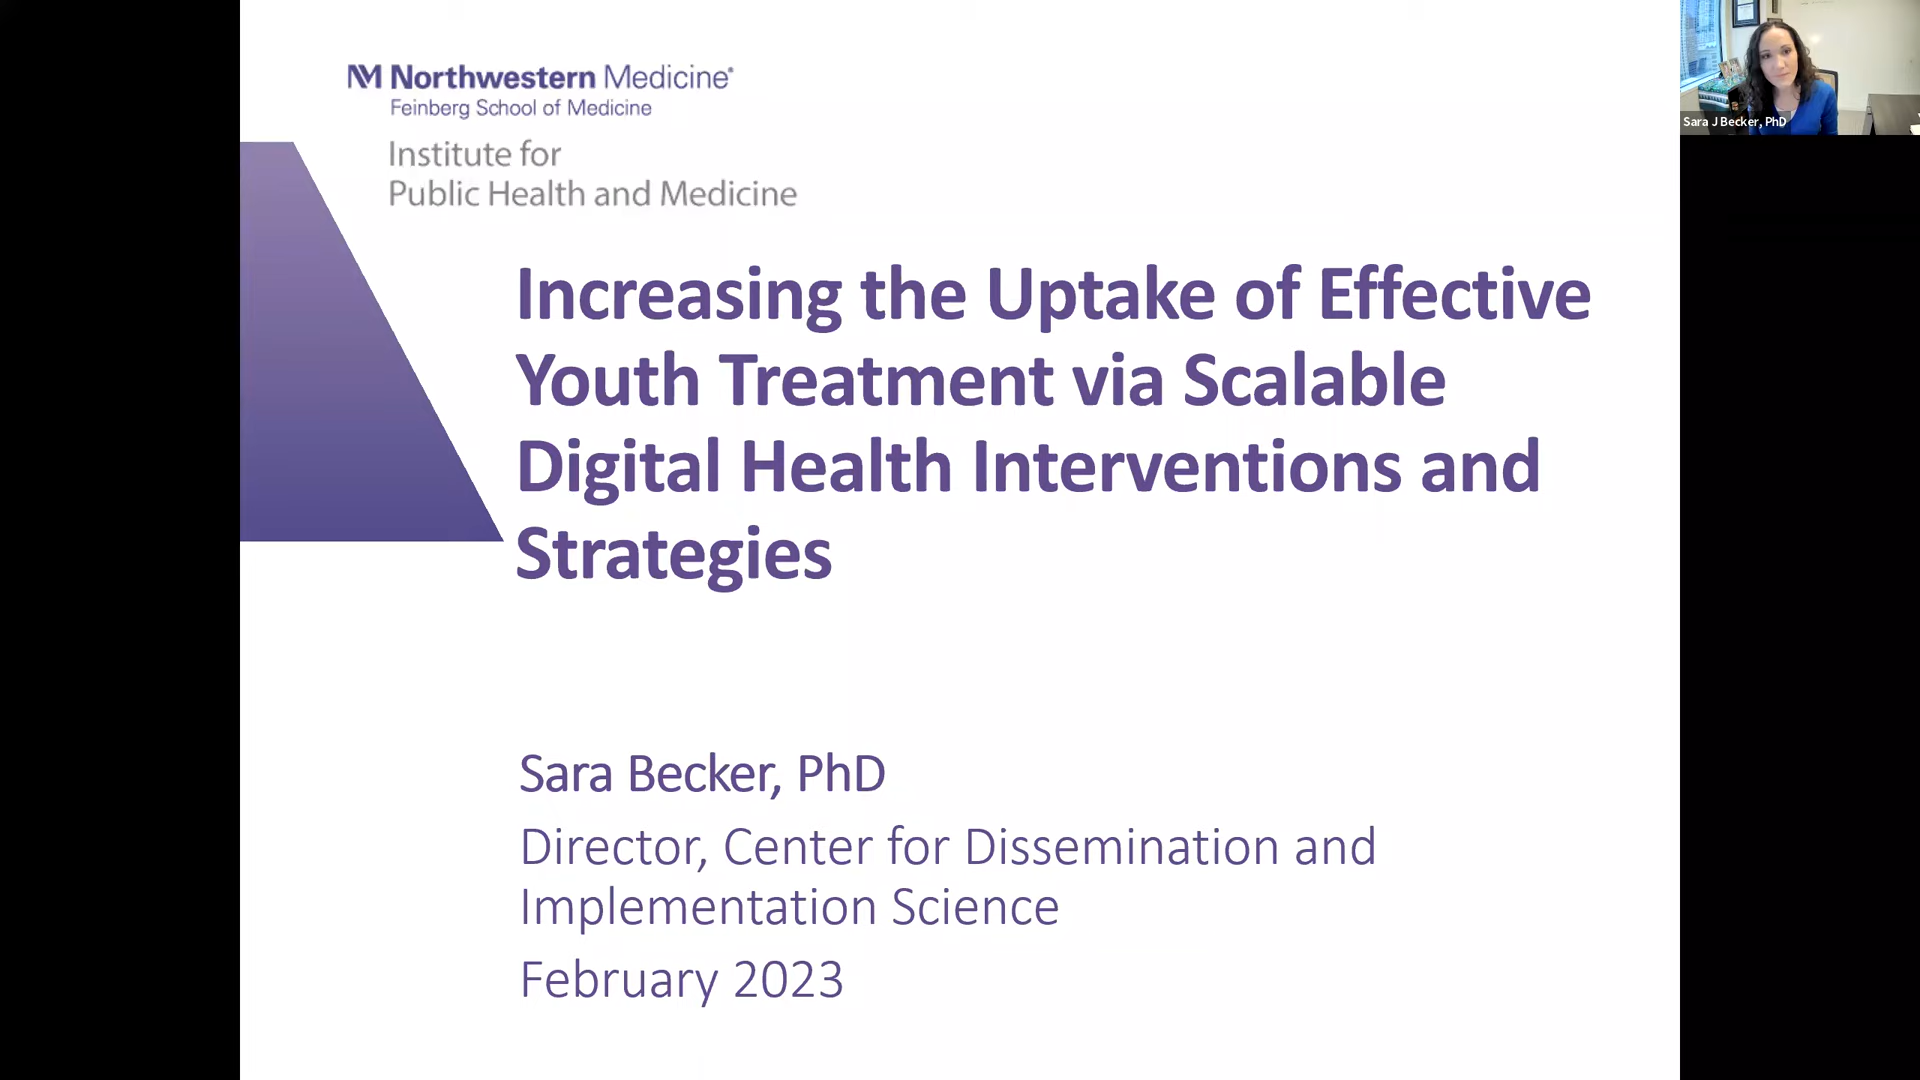 Northwestern Medicine®
Feinberg School of Medicine
Institute for
Public Health and Medicine
Increasing the Uptake of Effective
Youth Treatment via Scalable
Digital Health Interventions and
Strategies
Sara Becker, PhD
Director, Center for Dissemination and
Implementation Science
February 2023
Sara J Becker, PhD